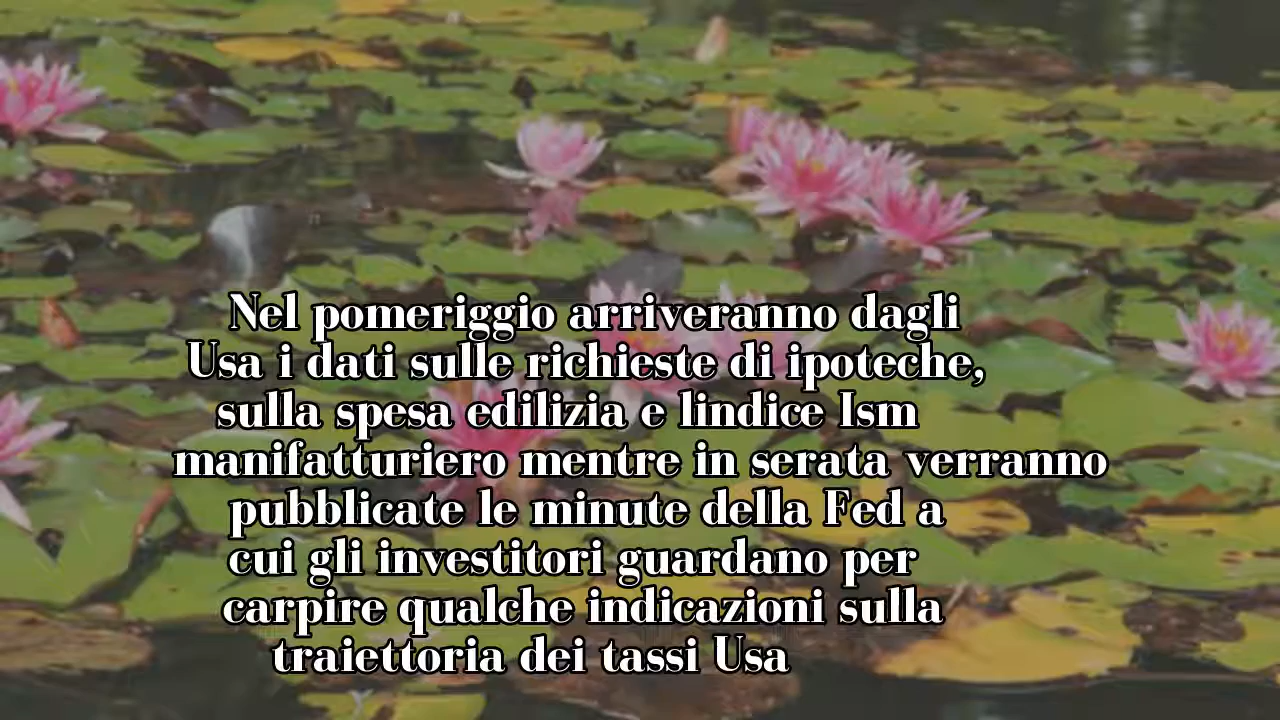 Nel pomeriggio arriveranno dagli
Usa i dati sulle richieste di ipoteche,
sulla spesa edilizia e lindice Ism
manifatturiero mentre in serata verranno
pubblicate le minute della Fed a
cui gli investitori guardano per
carpire qualche indicazioni sulla
traiettoria dei tassi Usa